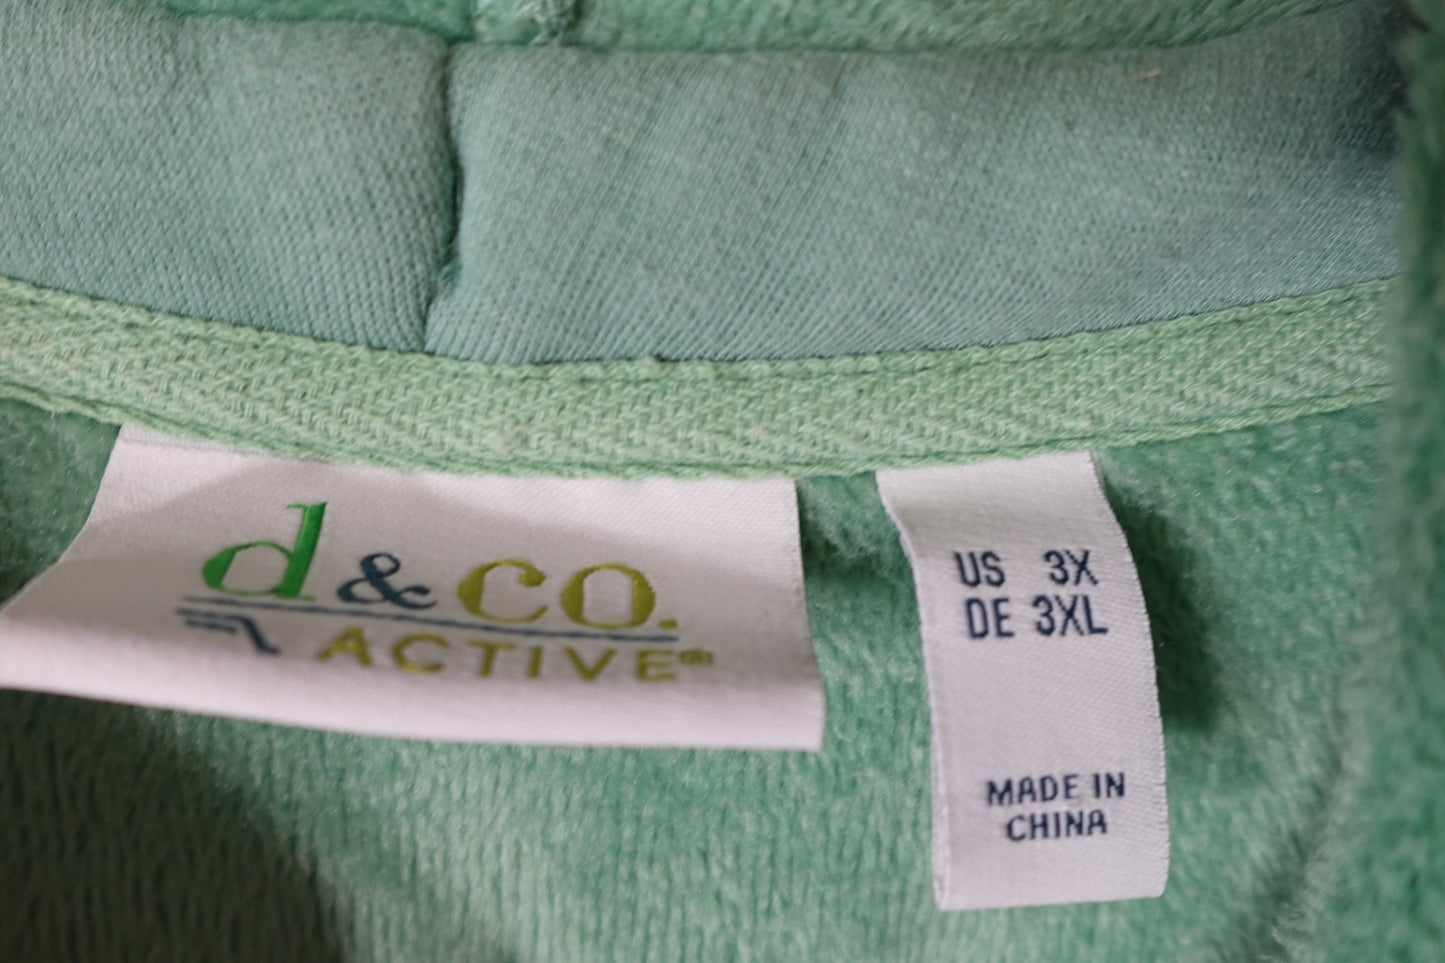 d & co.
ACTIVE®
US 3X
DE 3XL
MADE IN
CHINA